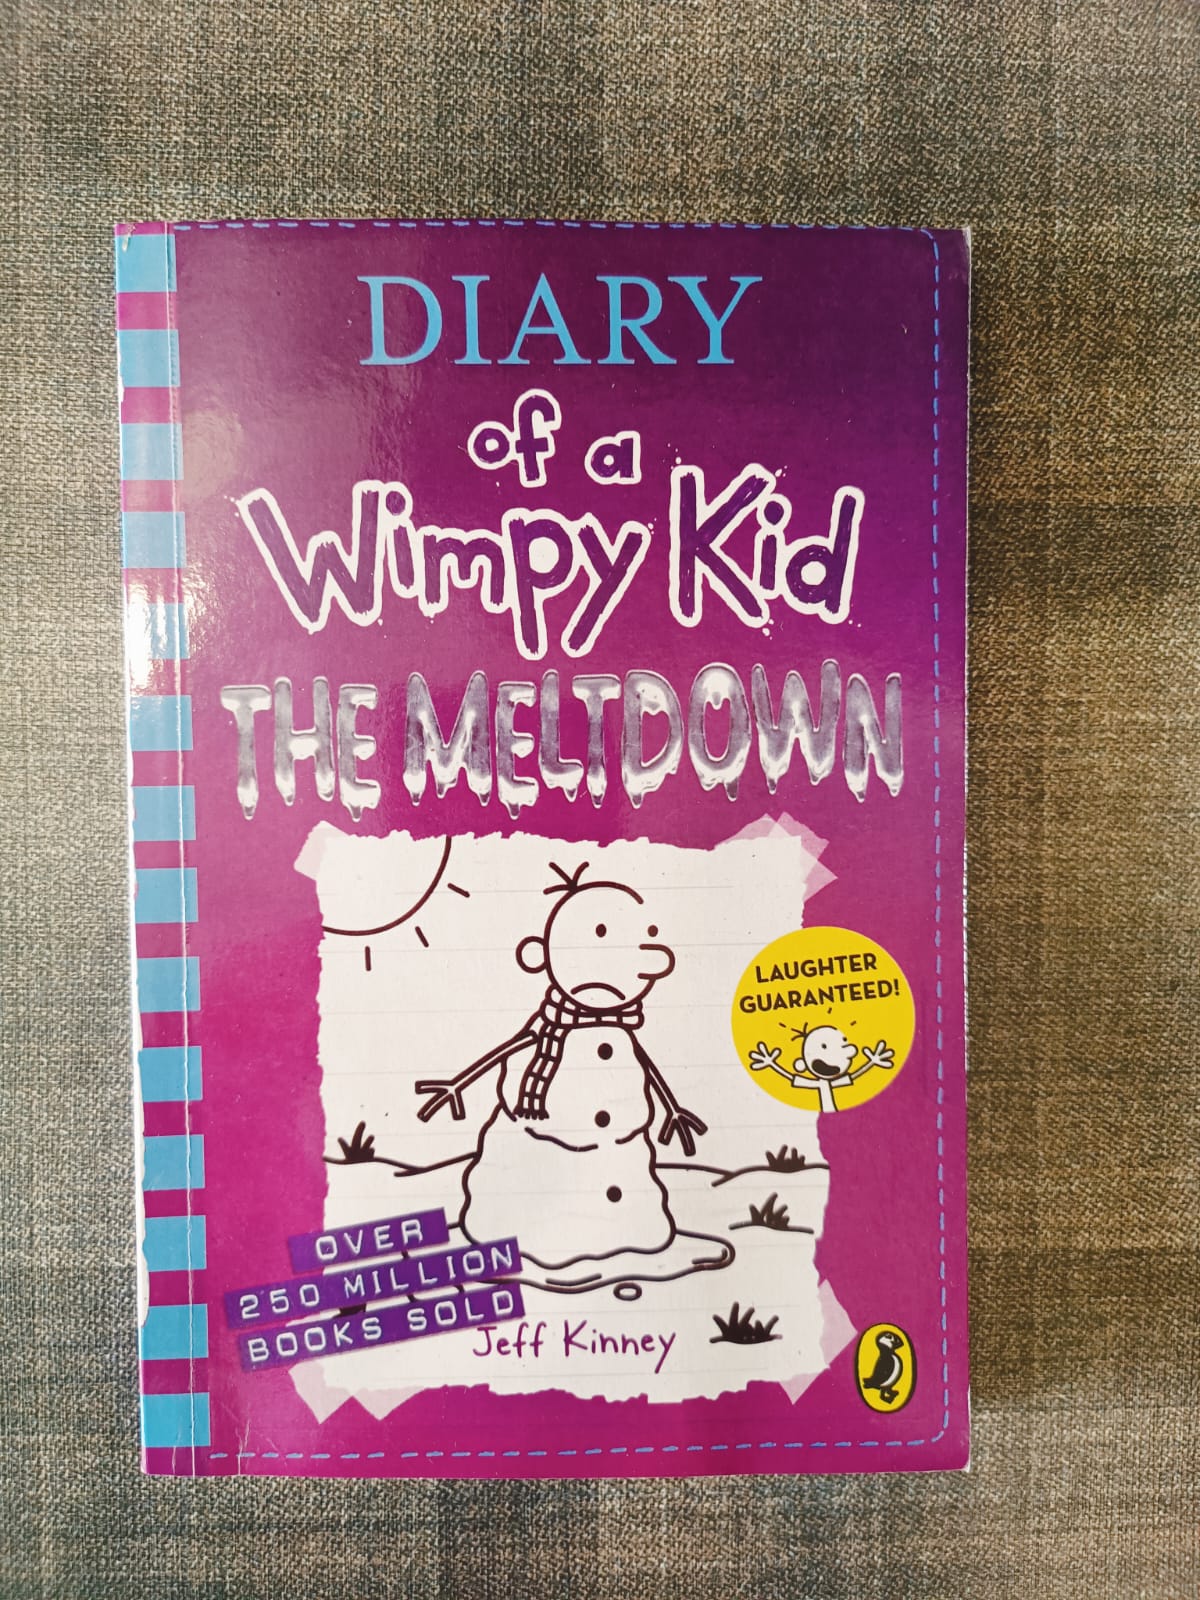 DIARY
of a
Wimpy Kid
THE MELTDOWN
LAUGHTER
GUARANTEED!
OVER
250 MILLION
BOOKS SOLD
Jeff Kinney